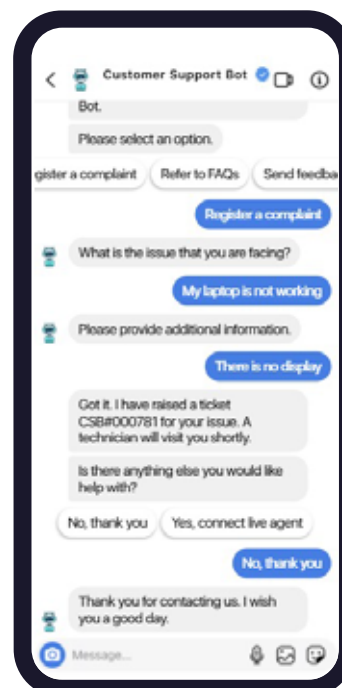 Customer Support Bot
Bot.
Please select an option.
gister a complaint Refer to FAQs Send feedba
Register a complaint
What is the issue that you are facing?
My laptop is not working
Please provide additional information.
There is no display
Got it. I have raised a ticket
CSB#000781 for your issue. A
technician will visit you shortly.
Is there anything else you would like
help with?
No, thank you Yes, connect live agent
No, thank you
Thank you for contacting us. I wish
you a good day.
Message...